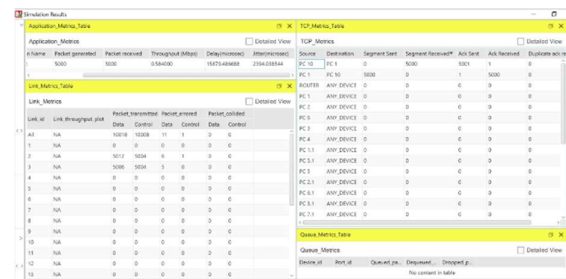 Simulation Results
Application_Metrics_Table
Application_Metrics Detailed View
n Name Packet generated Packet received Throughput (Mbps) Delay(microsec) Jitter(microsec)
5000 5000 0.584000 15879.486688 2394.038544
Link_Metrics_Table
Link_Metrics Detailed View
Link_id Link_throughput_plot Packet_transmitted Packet_errored Packet_collided
Data Control Data Control Data Control
All NA 10018 10008 11 1 0 0
1 NA 0 0 0 0 0 0
2 NA 5012 5004 6 1 0 0
3 NA 5006 5004 5 0 0 0
4 NA 0 0 0 0 0 0
5 NA 0 0 0 0 0 0
6 NA 0 0 0 0 0 0
7 NA 0 0 0 0 0 0
8 NA 0 0 0 0 0 0
9 NA 0 0 0 0 0 0
10 NA 0 0 0 0 0 0
11 NA 0 0 0 0 0 0
12 NA 0 0 0 0 0 0
13 NA 0 0 0 0 0 0
TCP_Metrics_Table
TCP_Metrics Detailed View
Source Destination Segment Sent Segment Received Ack Sent Ack Received Duplicate ack re
PC 10 PC 1 0 5000 5001 1 0
PC 1 PC 10 5000 0 1 5000 0
ROUTER ANY_DEVICE 0 0 0 0 0
PC 1 ANY_DEVICE 0 0 0 0 0
PC 2 ANY_DEVICE 0 0 0 0 0
ANY_DEVICE 0 0 0 0 0
PC 3 ANY_DEVICE 0 0 0 0 0
PC 4 ANY_DEVICE 0 0 0 0 0
PC 1.1 ANY_DEVICE 0 0 0 0 0
PC 5.1 ANY_DEVICE 0 0 0 0 0
PC 5 ANY_DEVICE 0 0 0 0 0
PC 2.1 ANY_DEVICE 0 0 0 0 0
PC 6.1 ANY_DEVICE 0 0 0 0 0
PC 3.1 ANY_DEVICE 0 0 0 0 0
PC 7.1 ANY_DEVICE 0 0 0 0 0
Queue_Metrics_Table
Queue_Metrics Detailed View
Device_id Port_id Queued_pa... Dequeued_... Dropped_p...
No content in table